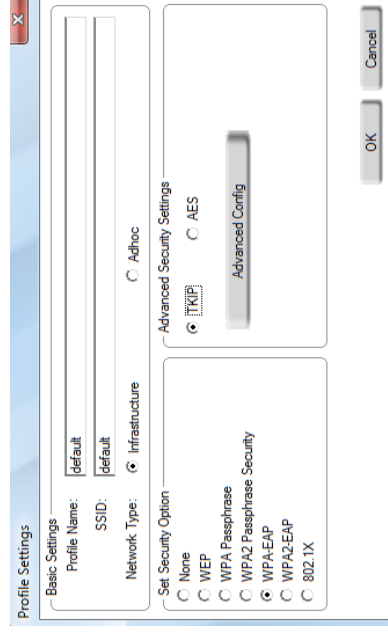 Profile Settings
Basic Settings
Profile Name: default
SSID: default
Network Type: Infrastructure Adhoc
Set Security Option
None
WEP
WPA Passphrase
WPA2 Passphrase Security
WPA-EAP
WPA2-EAP
802.1X
Advanced Security Settings
TKIP AES
Advanced Config
OK Cancel